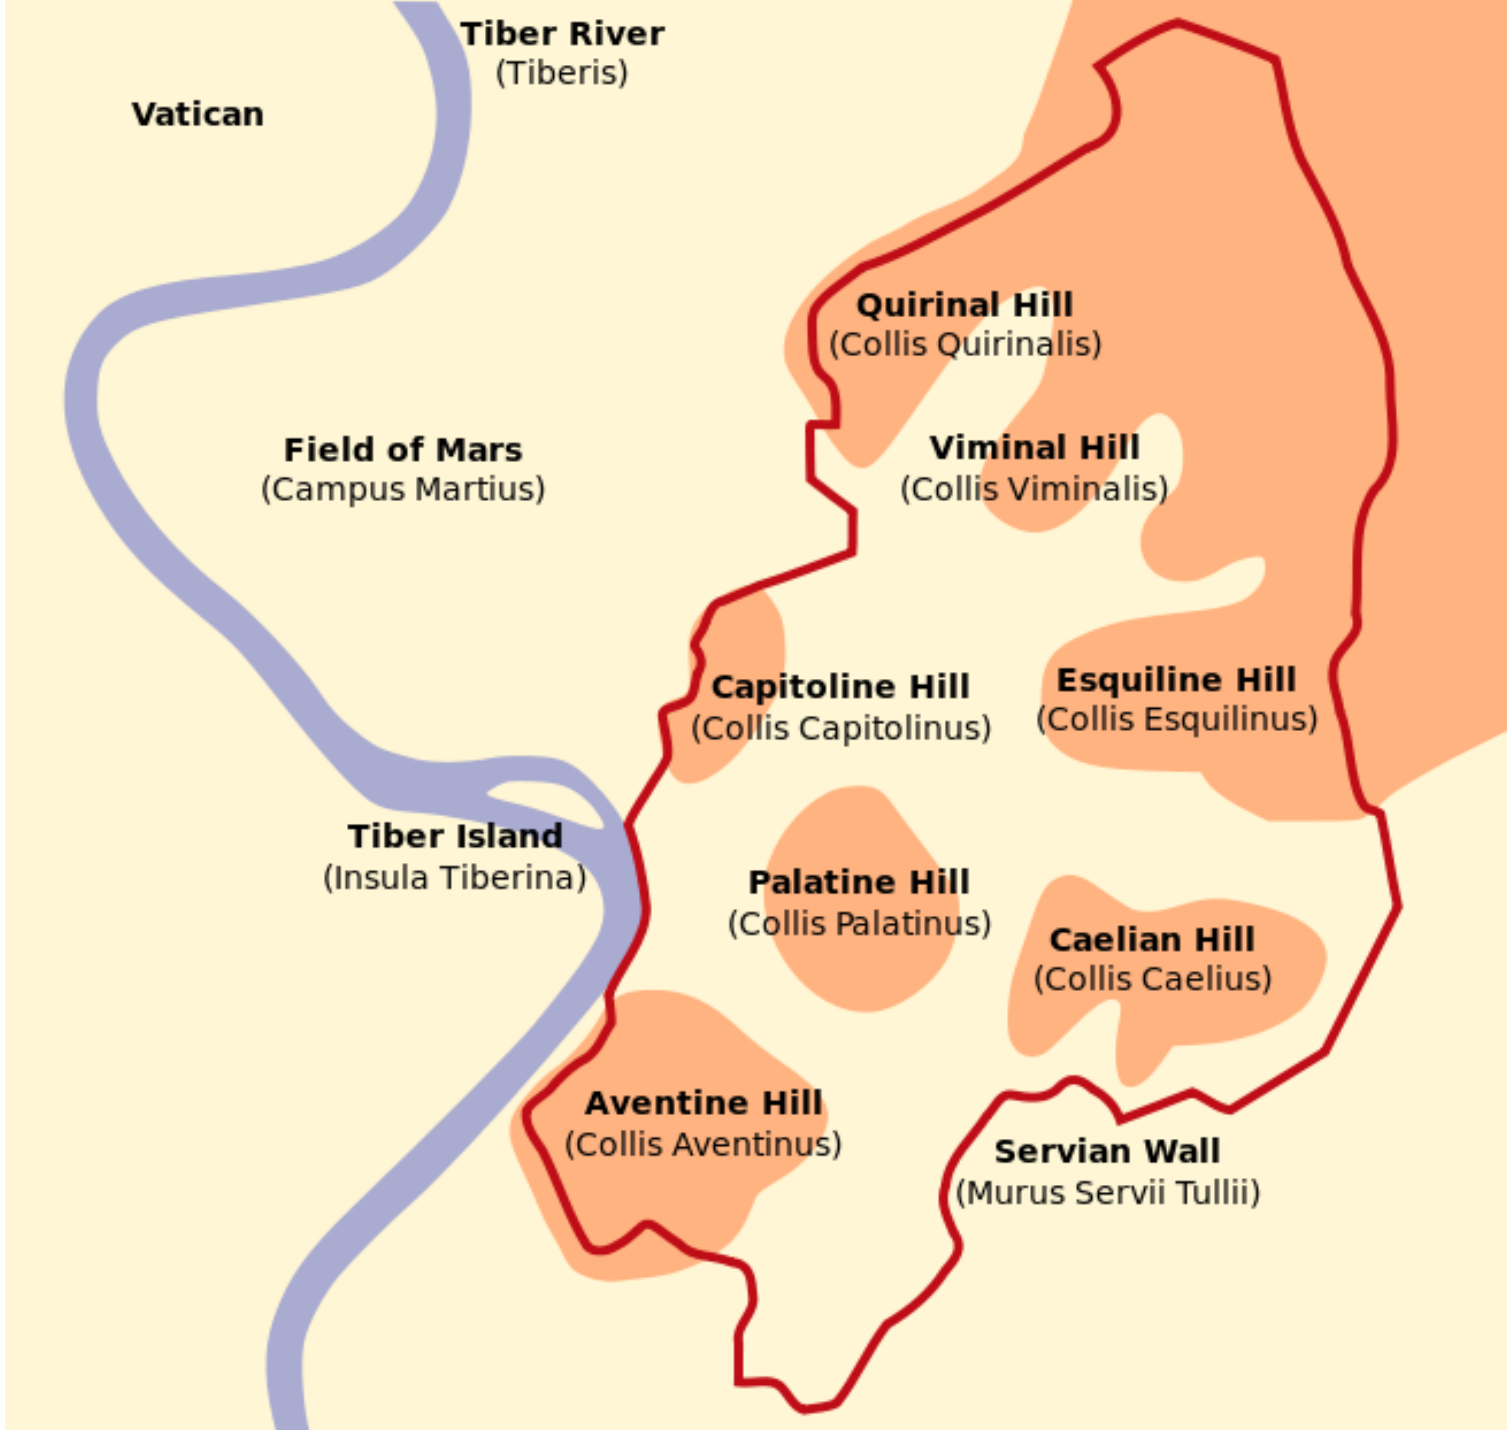 Tiber River
(Tiberis)
Vatican
Quirinal Hill
(Collis Quirinalis)
Field of Mars
(Campus Martius)
Viminal Hill
(Collis Viminalis)
Capitoline Hill
(Collis Capitolinus)
Esquiline Hill
(Collis Esquilinus)
Tiber Island
(Insula Tiberina)
Palatine Hill
(Collis Palatinus)
Caelian Hill
(Collis Caelius)
Aventine Hill
(Collis Aventinus)
Servian Wall
(Murus Servii Tullii)